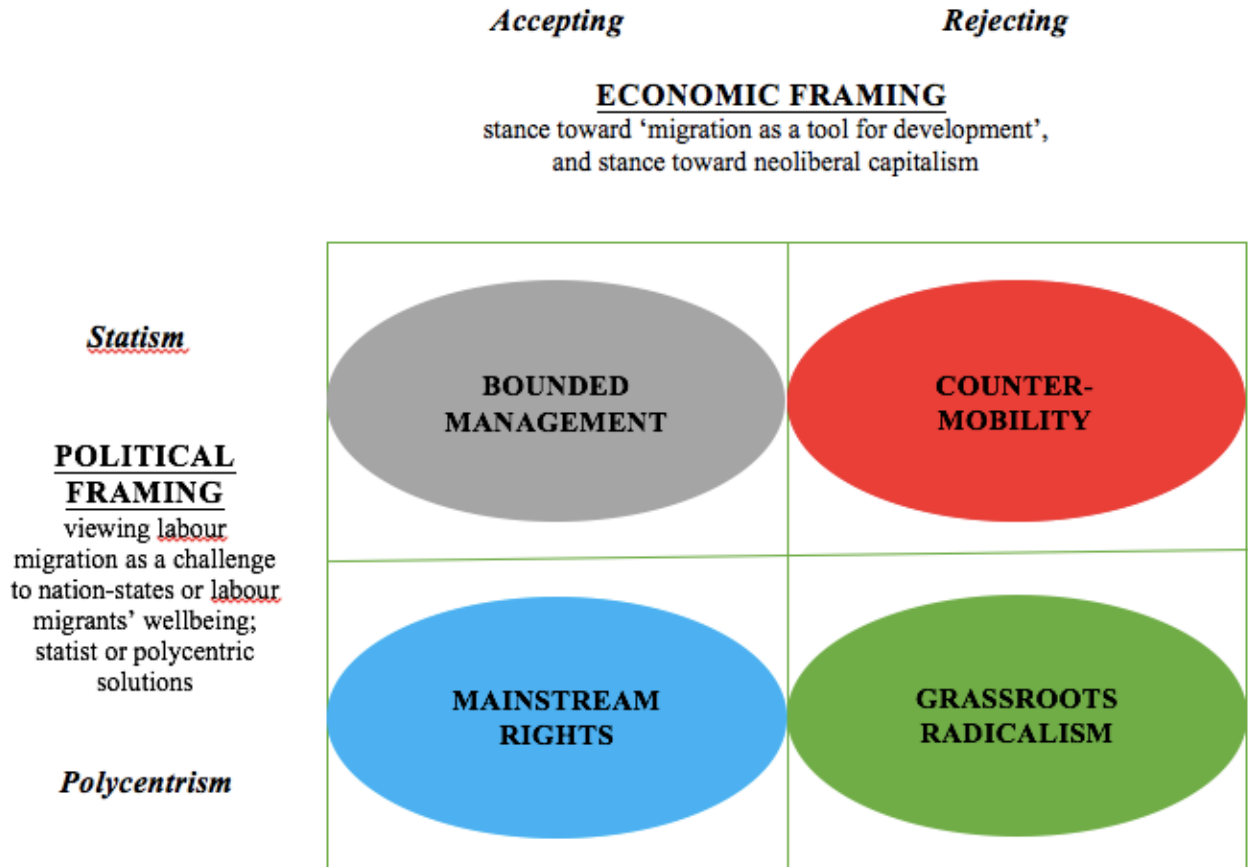 Accepting
Rejecting
ECONOMIC FRAMING
stance toward ‘migration as a tool for development’,
and stance toward neoliberal capitalism
Statism
POLITICAL
FRAMING
viewing labour
migration as a challenge
to nation-states or labour
migrants’ wellbeing;
statist or polycentric
solutions
Polycentrism
BOUNDED
MANAGEMENT
COUNTER-
MOBILITY
MAINSTREAM
RIGHTS
GRASSROOTS
RADICALISM